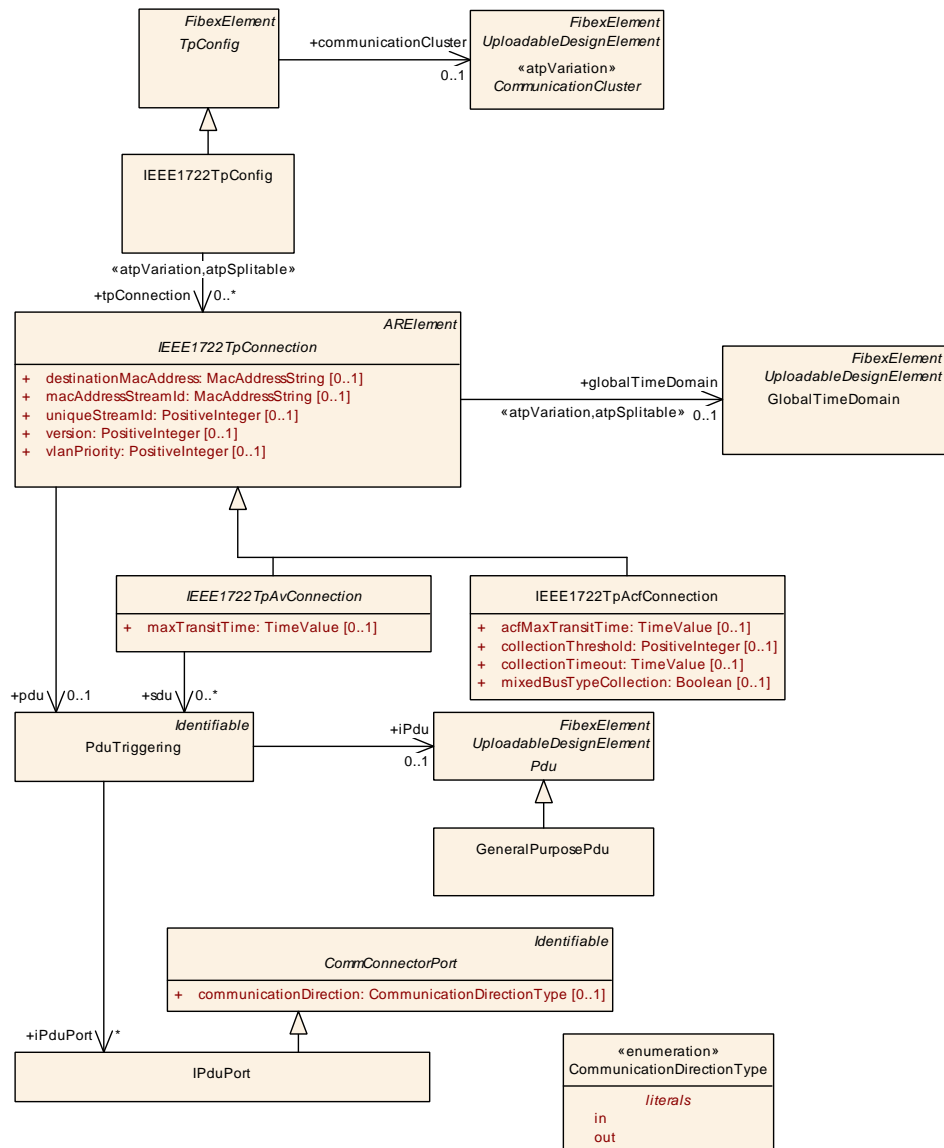 FibexElement
TpConfig
+communicationCluster
0..1
FibexElement
UploadableDesignElement
«atpVariation»
CommunicationCluster
IEEE1722TpConfig
«atpVariation,atpSplitable»
+tpConnection
0..*
ARElement
IEEE1722TpConnection
+ destinationMacAddress: MacAddressString [0..1]
+ macAddressStreamId: MacAddressString [0..1]
+ uniqueStreamId: PositiveInteger [0..1]
+ version: PositiveInteger [0..1]
+ vlanPriority: PositiveInteger [0..1]
+globalTimeDomain
«atpVariation,atpSplitable»
0..1
FibexElement
UploadableDesignElement
GlobalTimeDomain
IEEE1722TpAvConnection
+ maxTransitTime: TimeValue [0..1]
IEEE1722TpAcfConnection
+ acfMaxTransitTime: TimeValue [0..1]
+ collectionThreshold: PositiveInteger [0..1]
+ collectionTimeout: TimeValue [0..1]
+ mixedBusTypeCollection: Boolean [0..1]
+pdu
0..1
+sdu
0..*
Identifiable
PduTriggering
+iPdu
0..1
FibexElement
UploadableDesignElement
Pdu
GeneralPurposePdu
Identifiable
CommConnectorPort
+ communicationDirection: CommunicationDirectionType [0..1]
+iPduPort
*
IPduPort
«enumeration»
CommunicationDirectionType
literals
in
out